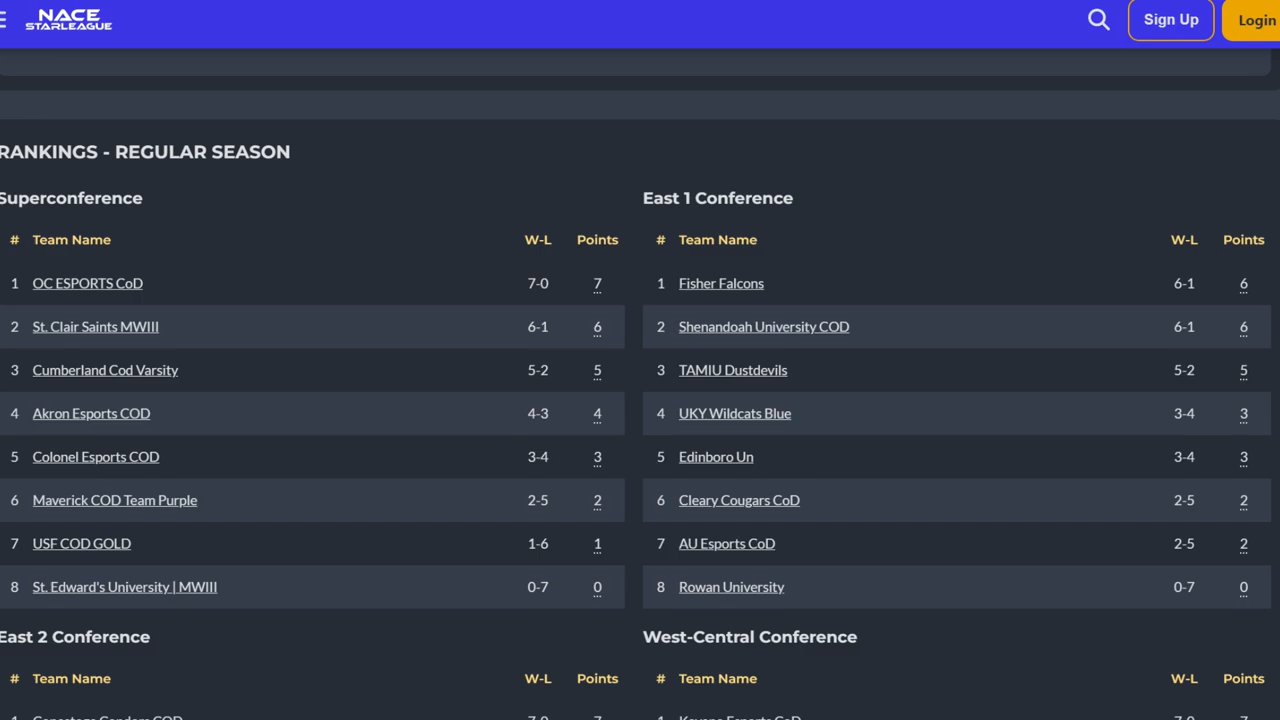 NACE
STARLEAGUE
Sign Up
Login
RANKINGS - REGULAR SEASON
Superconference
# Team Name W-L Points
1 OC ESPORTS CoD 7-0 7
2 St. Clair Saints MWIII 6-1 6
3 Cumberland Cod Varsity 5-2 5
4 Akron Esports COD 4-3 4
5 Colonel Esports COD 3-4 3
6 Maverick COD Team Purple 2-5 2
7 USF COD GOLD 1-6 1
8 St. Edward's University | MWIII 0-7 0
East 1 Conference
# Team Name W-L Points
1 Fisher Falcons 6-1 6
2 Shenandoah University COD 6-1 6
3 TAMIU Dustdevils 5-2 5
4 UKY Wildcats Blue 3-4 3
5 Edinboro Un 3-4 3
6 Cleary Cougars CoD 2-5 2
7 AU Esports CoD 2-5 2
8 Rowan University 0-7 0
East 2 Conference
# Team Name W-L Points
West-Central Conference
# Team Name W-L Points